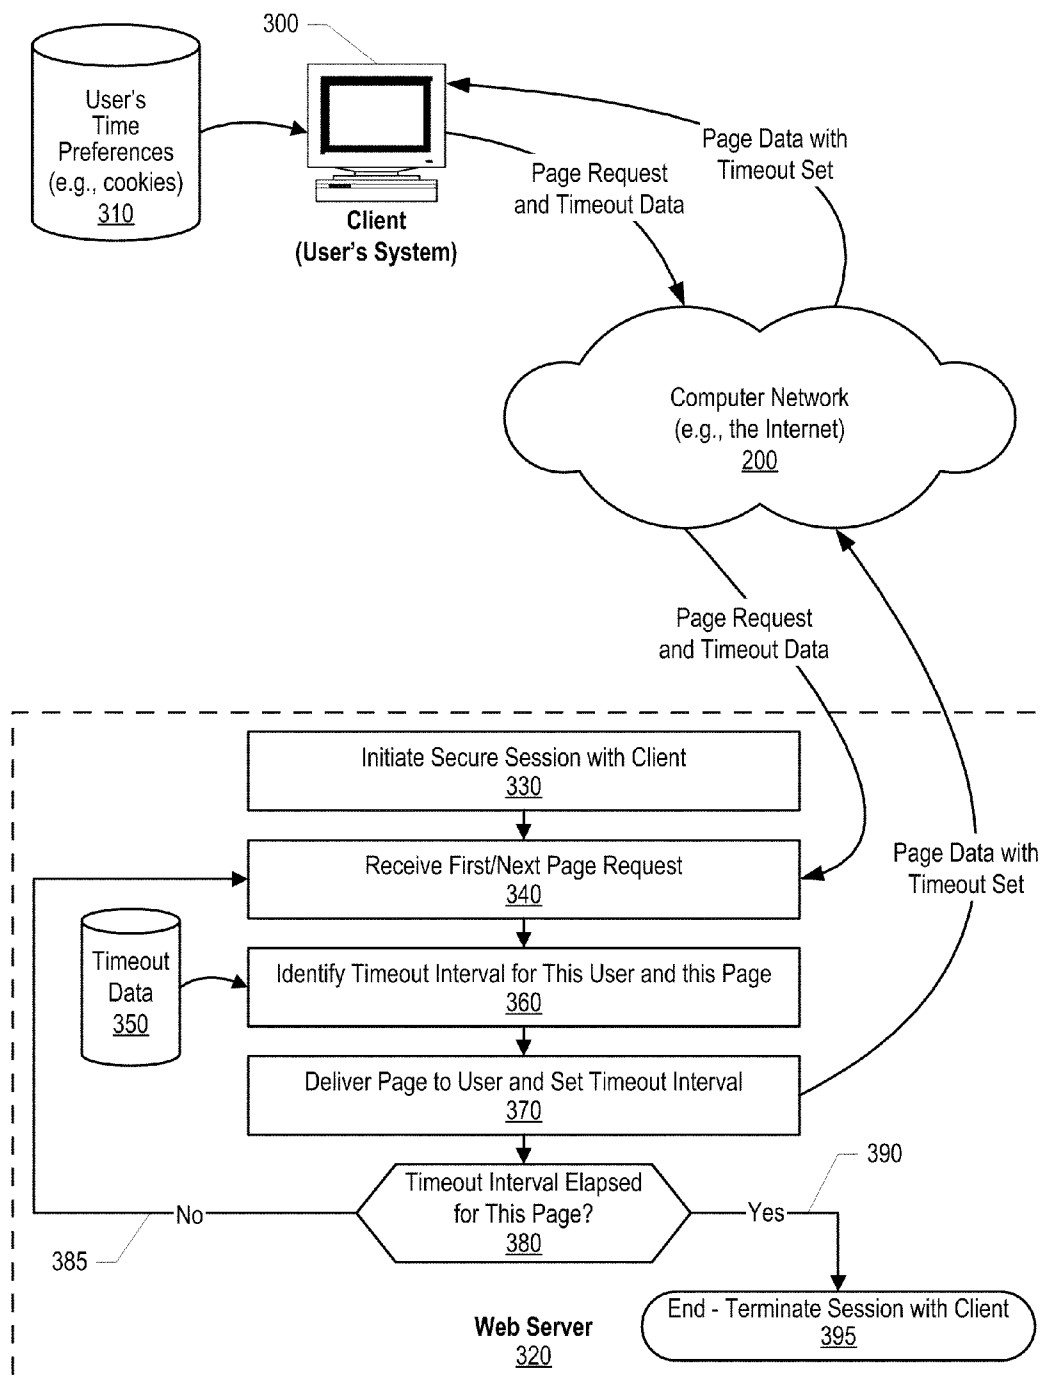 300
User's
Time
Preferences
(e.g., cookies)
310
Client
(User's System)
Page Request
and Timeout Data
Page Data with
Timeout Set
Computer Network
(e.g., the Internet)
200
Page Request
and Timeout Data
Page Data with
Timeout Set
Initiate Secure Session with Client
330
Receive First/Next Page Request
340
Timeout
Data
350
Identify Timeout Interval for This User and this Page
360
Deliver Page to User and Set Timeout Interval
370
Timeout Interval Elapsed
for This Page?
380
No
385
Yes
390
End - Terminate Session with Client
395
Web Server
320